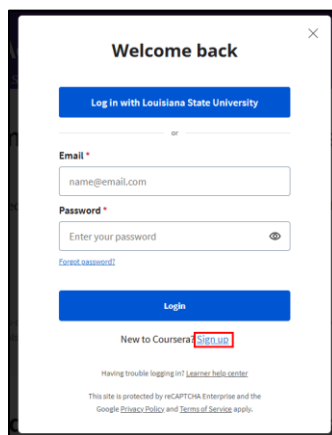 Welcome back
Log in with Louisiana State University
or
Email *
name@email.com
Password *
Enter your password
Forgot password?
Login
New to Coursera? Sign up
Having trouble logging in? Learner help center
This site is protected by reCAPTCHA Enterprise and the
Google Privacy Policy and Terms of Service apply.